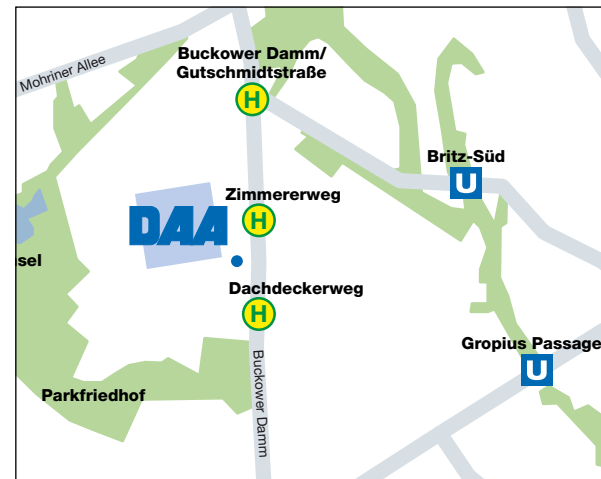 Mohriner Allee
Buckower Damm/
Gutschmidtstraße
H
Britz-Süd
U
Zimmererweg
DAA
H
sel
Dachdeckerweg
H
Gropius Passage
U
Buckower Damm
Parkfriedhof